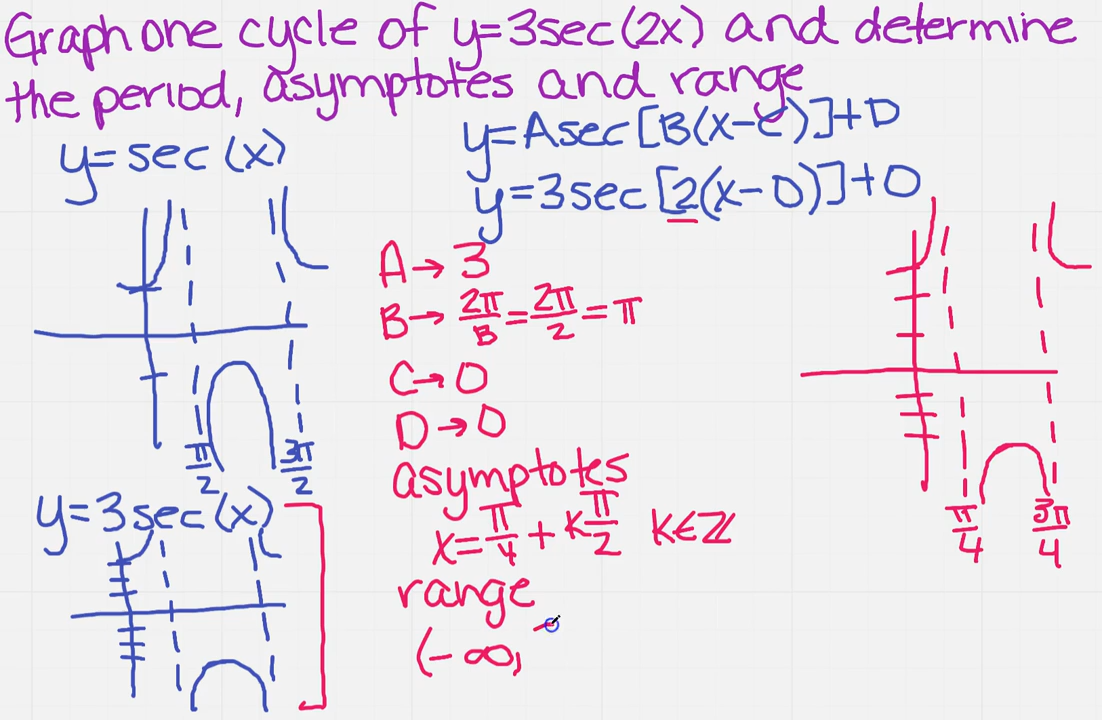 Graph one cycle of y=3sec(2x) and determine
the period, asymptotes and range
y=Asec[B(x-c)]+D
y=sec(x)
y=3sec[2(x-0)]+0
A→3
B→2π/B=2π/2=π
C→0
D→0
π/2 3π/2
asymptotes
x=π/4+kπ/2 k∈ℤ
range
(-∞,
y=3sec(x)
π/4 3π/4